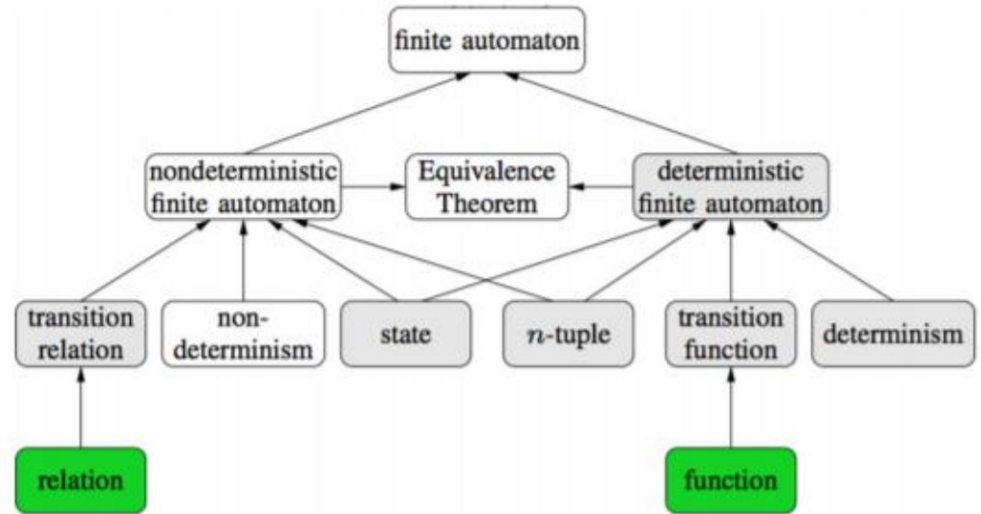 finite automaton
nondeterministic
finite automaton
Equivalence
Theorem
deterministic
finite automaton
transition
relation
non-
determinism
state
n-tuple
transition
function
determinism
relation
function